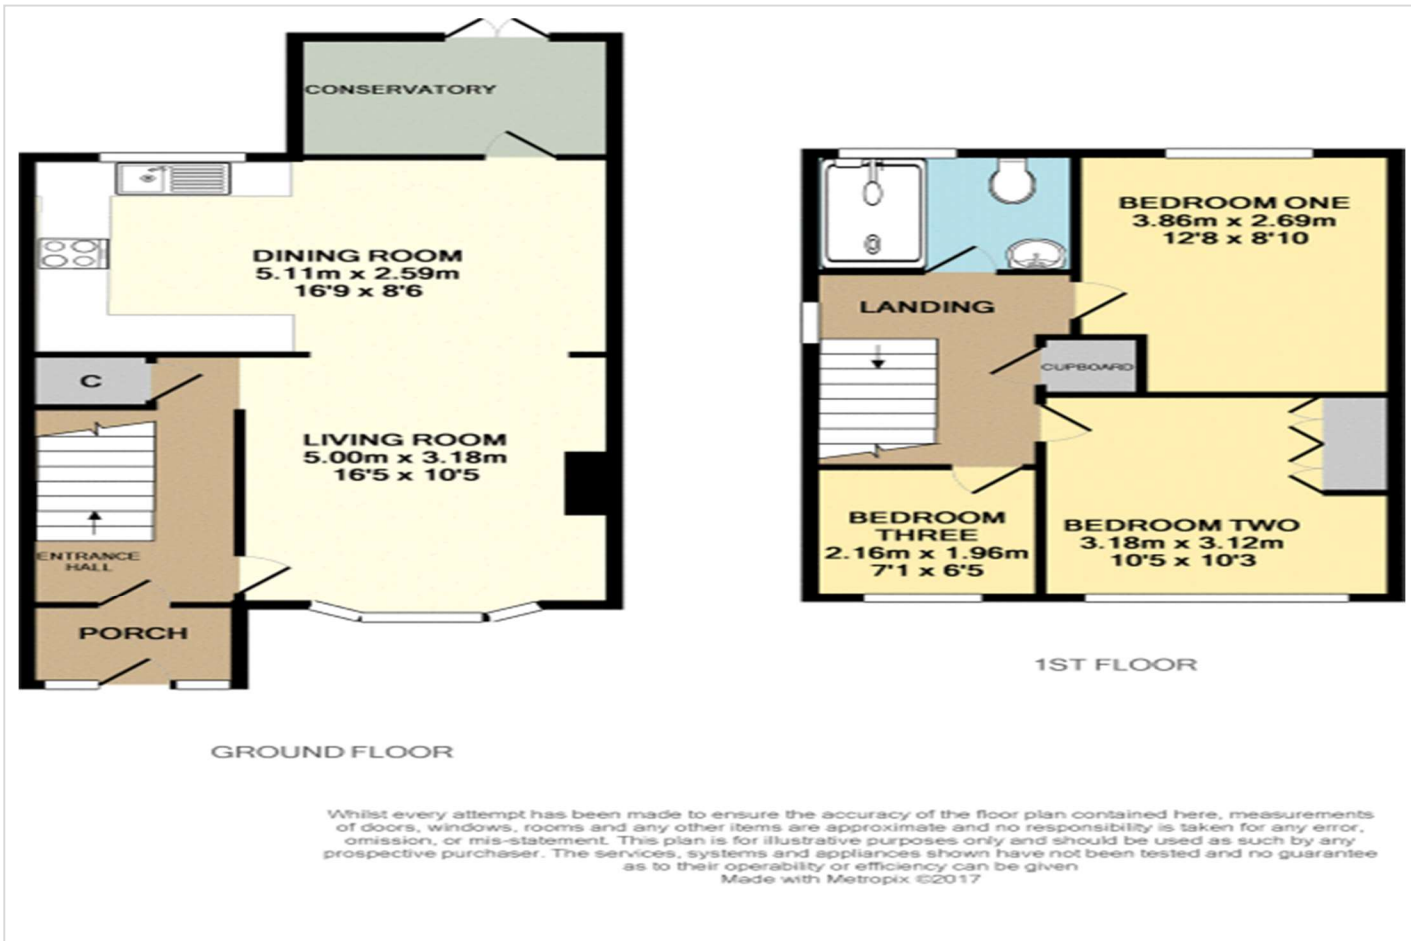 CONSERVATORY
DINING ROOM
5.11m x 2.59m
16'9 x 8'6
C
LIVING ROOM
5.00m x 3.18m
16'5 x 10'5
ENTRANCE
HALL
PORCH
GROUND FLOOR
BEDROOM ONE
3.86m x 2.69m
12'8 x 8'10
LANDING
CUPBOARD
BEDROOM
THREE
2.16m x 1.96m
7'1 x 6'5
BEDROOM TWO
3.18m x 3.12m
10'5 x 10'3
1ST FLOOR
Whilst every attempt has been made to ensure the accuracy of the floor plan contained here, measurements
of doors, windows, rooms and any other items are approximate and no responsibility is taken for any error,
omission, or mis-statement. This plan is for illustrative purposes only and should be used as such by any
prospective purchaser. The services, systems and appliances shown have not been tested and no guarantee
as to their operability or efficiency can be given
Made with Metropix ©2017